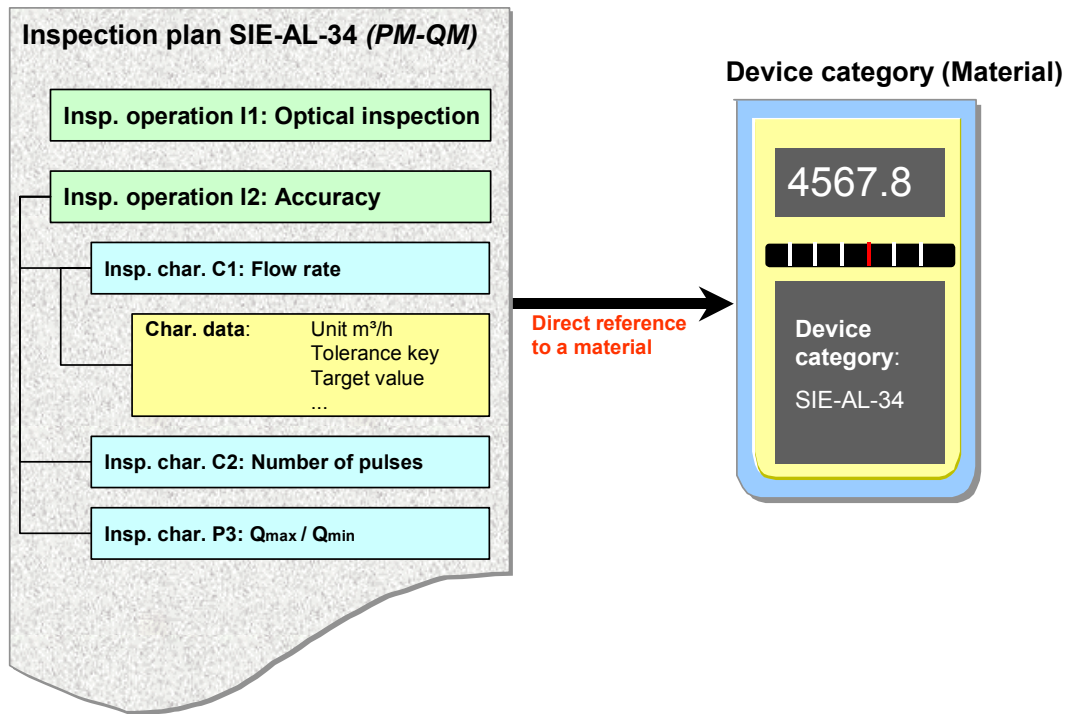 Inspection plan SIE-AL-34 (PM-QM)
Insp. operation I1: Optical inspection
Insp. operation I2: Accuracy
Insp. char. C1: Flow rate
Char. data: Unit m³/h
Tolerance key
Target value
...
Insp. char. C2: Number of pulses
Insp. char. P3: Qmax / Qmin
Direct reference
to a material
Device category (Material)
4567.8
Device
category:
SIE-AL-34